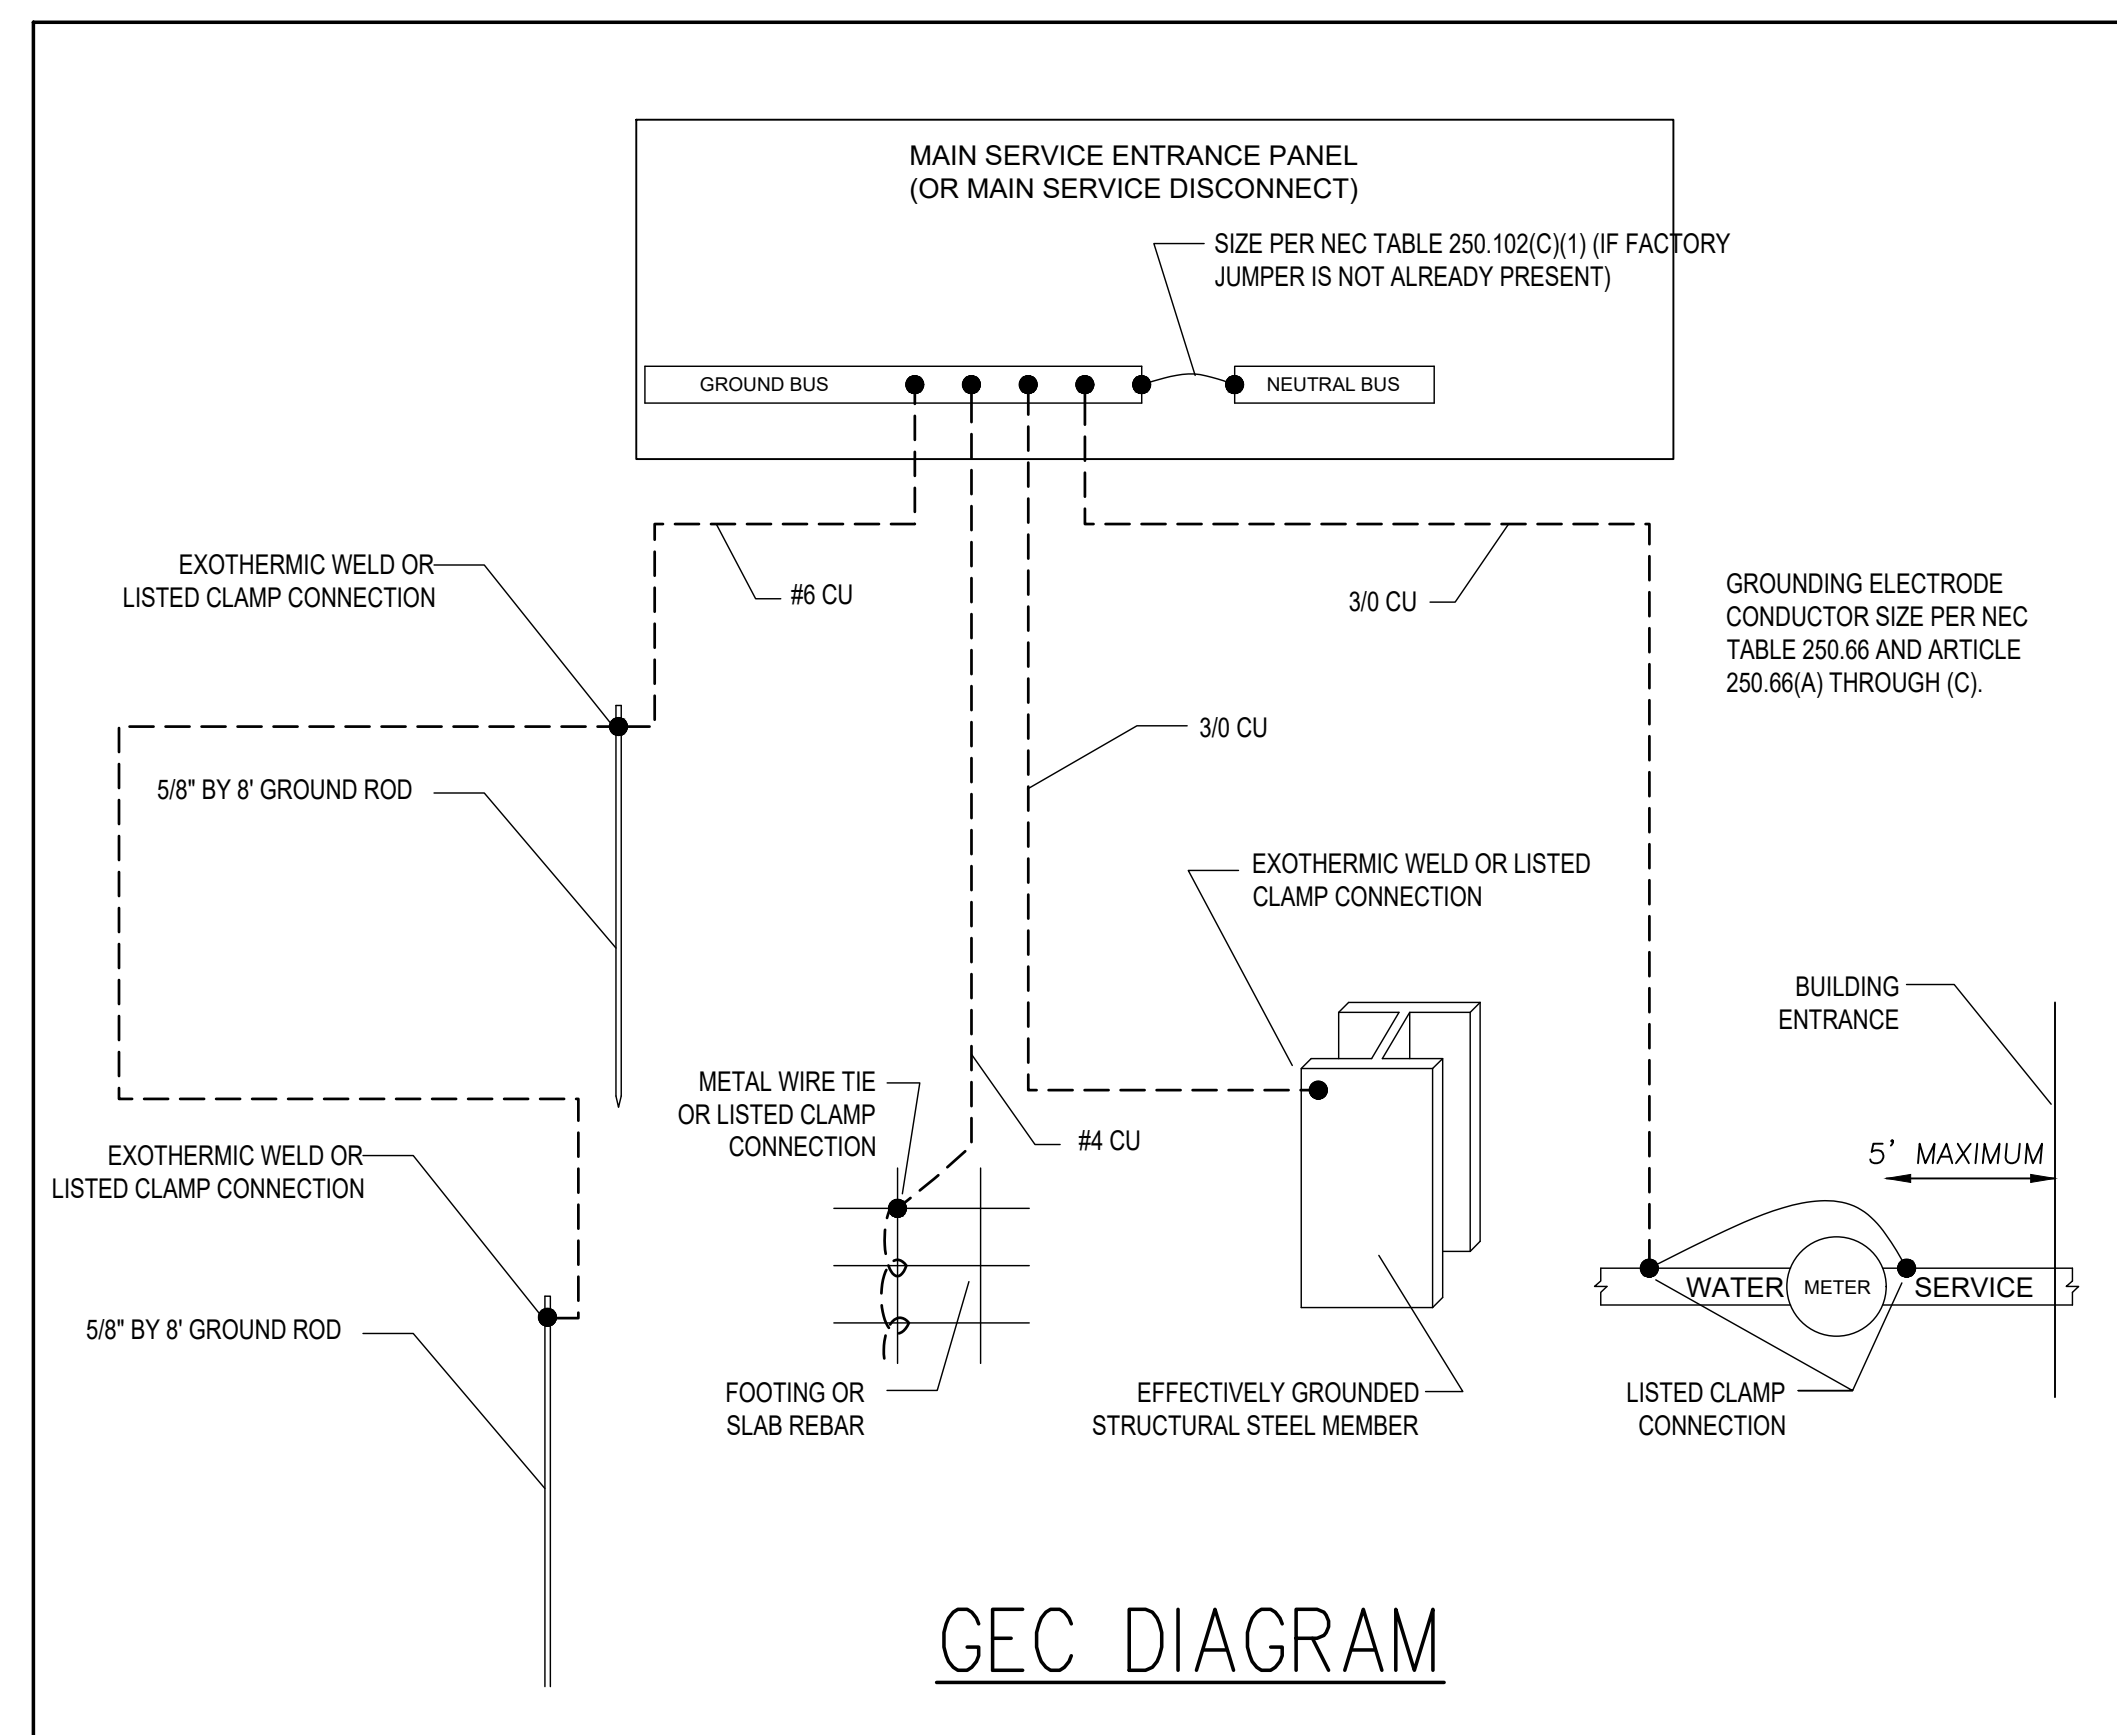 MAIN SERVICE ENTRANCE PANEL
(OR MAIN SERVICE DISCONNECT)
SIZE PER NEC TABLE 250.102(C)(1) (IF FACTORY
JUMPER IS NOT ALREADY PRESENT)
GROUND BUS
NEUTRAL BUS
EXOTHERMIC WELD OR
LISTED CLAMP CONNECTION
#6 CU
3/0 CU
GROUNDING ELECTRODE
CONDUCTOR SIZE PER NEC
TABLE 250.66 AND ARTICLE
250.66(A) THROUGH (C).
3/0 CU
5/8" BY 8' GROUND ROD
EXOTHERMIC WELD OR LISTED
CLAMP CONNECTION
BUILDING
ENTRANCE
METAL WIRE TIE
OR LISTED CLAMP
CONNECTION
#4 CU
5' MAXIMUM
EXOTHERMIC WELD OR
LISTED CLAMP CONNECTION
WATER
METER
SERVICE
5/8" BY 8' GROUND ROD
FOOTING OR
SLAB REBAR
EFFECTIVELY GROUNDED
STRUCTURAL STEEL MEMBER
LISTED CLAMP
CONNECTION
GEC DIAGRAM